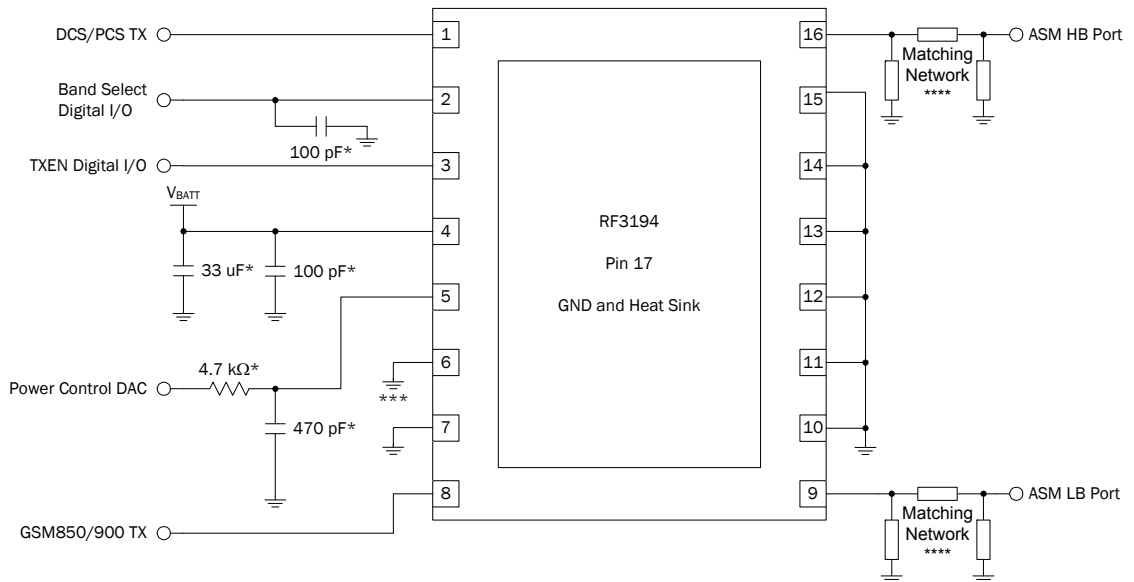 DCS/PCS TX
1
16
ASM HB Port
Matching
Network
****
Band Select
Digital I/O
2
15
100 pF*
TXEN Digital I/O
3
14
VBATT
4
13
33 uF*
100 pF*
RF3194
Pin 17
GND and Heat Sink
5
12
4.7 kΩ*
Power Control DAC
6
11
***
470 pF*
7
10
8
9
ASM LB Port
GSM850/900 TX
Matching
Network
****